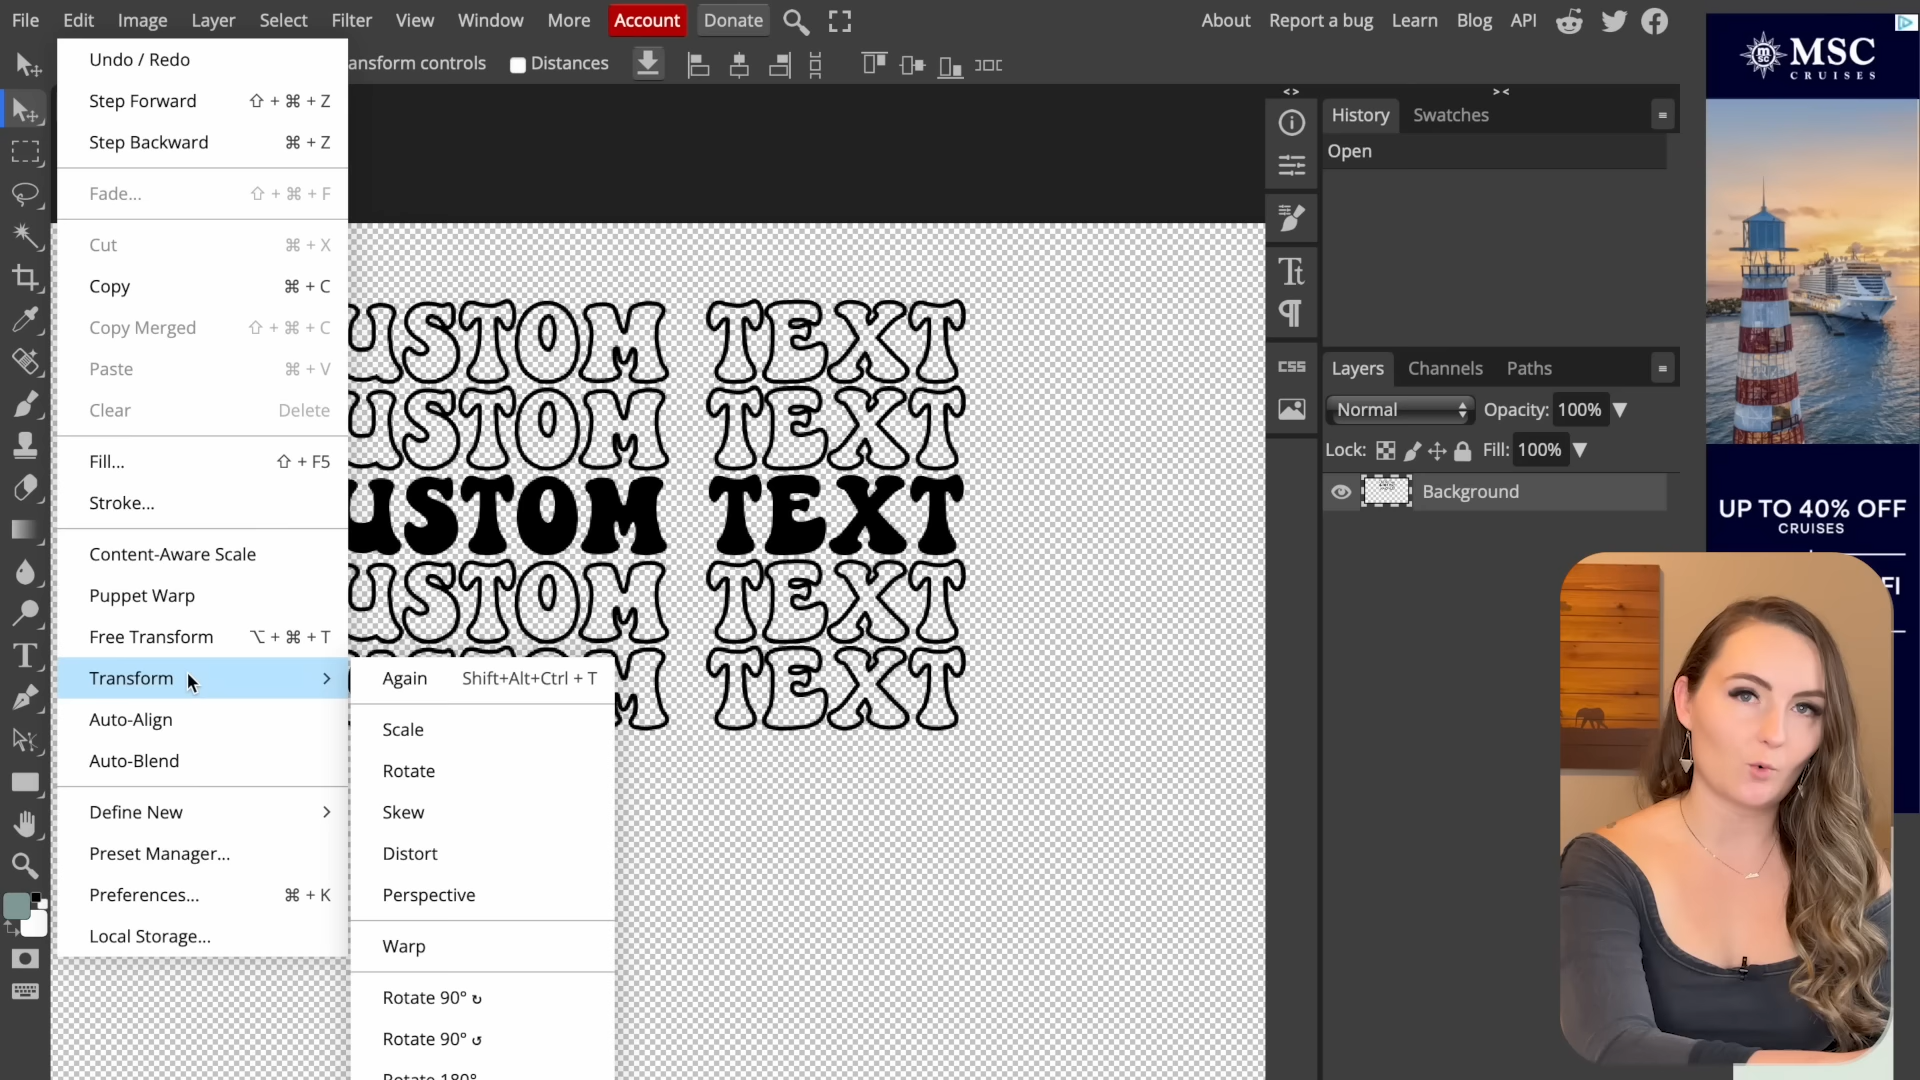 File Edit Image Layer Select Filter View Window More Account Donate About Report a bug Learn Blog API
ansform controls Distances
Undo / Redo
Step Forward ⇧ + ⌘ + Z
Step Backward ⌘ + Z
Fade... ⇧ + ⌘ + F
Cut ⌘ + X
Copy ⌘ + C
Copy Merged ⇧ + ⌘ + C
Paste ⌘ + V
Clear Delete
Fill... ⇧ + F5
Stroke...
Content-Aware Scale
Puppet Warp
Free Transform ⌥ + ⌘ + T
Transform
Auto-Align
Auto-Blend
Define New
Preset Manager...
Preferences... ⌘ + K
Local Storage...
Again Shift+Alt+Ctrl + T
Scale
Rotate
Skew
Distort
Perspective
Warp
Rotate 90° ↻
Rotate 90° ↺
Rotate 180°
USTOM TEXT
USTOM TEXT
USTOM TEXT
USTOM TEXT
M TEXT
< > > <
Tt
CSS
History Swatches
Open
Layers Channels Paths
Normal Opacity: 100%
Lock: Fill: 100%
Background
MSC
CRUISES
UP TO 40% OFF
CRUISES
FI